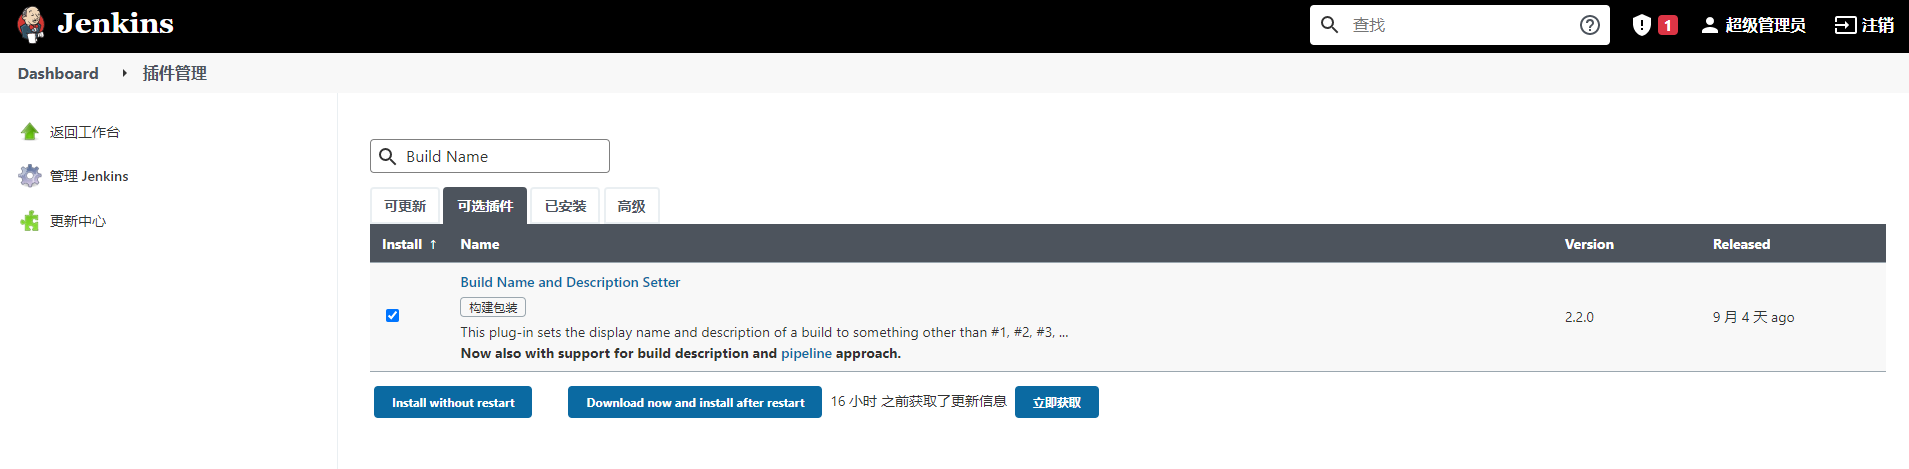 Jenkins
查找
1
超级管理员
注销
Dashboard
插件管理
返回工作台
管理 Jenkins
更新中心
Build Name
可更新
可选插件
已安装
高级
Install ↑
Name
Version
Released
Build Name and Description Setter
构建包装
This plug-in sets the display name and description of a build to something other than #1, #2, #3, ...
Now also with support for build description and pipeline approach.
2.2.0
9 月 4 天 ago
Install without restart
Download now and install after restart
16 小时 之前获取了更新信息
立即获取